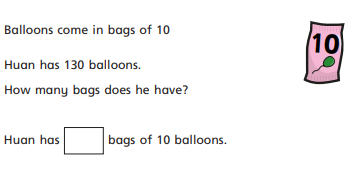 Balloons come in bags of 10
10
Huan has 130 balloons.
How many bags does he have?
Huan has bags of 10 balloons.